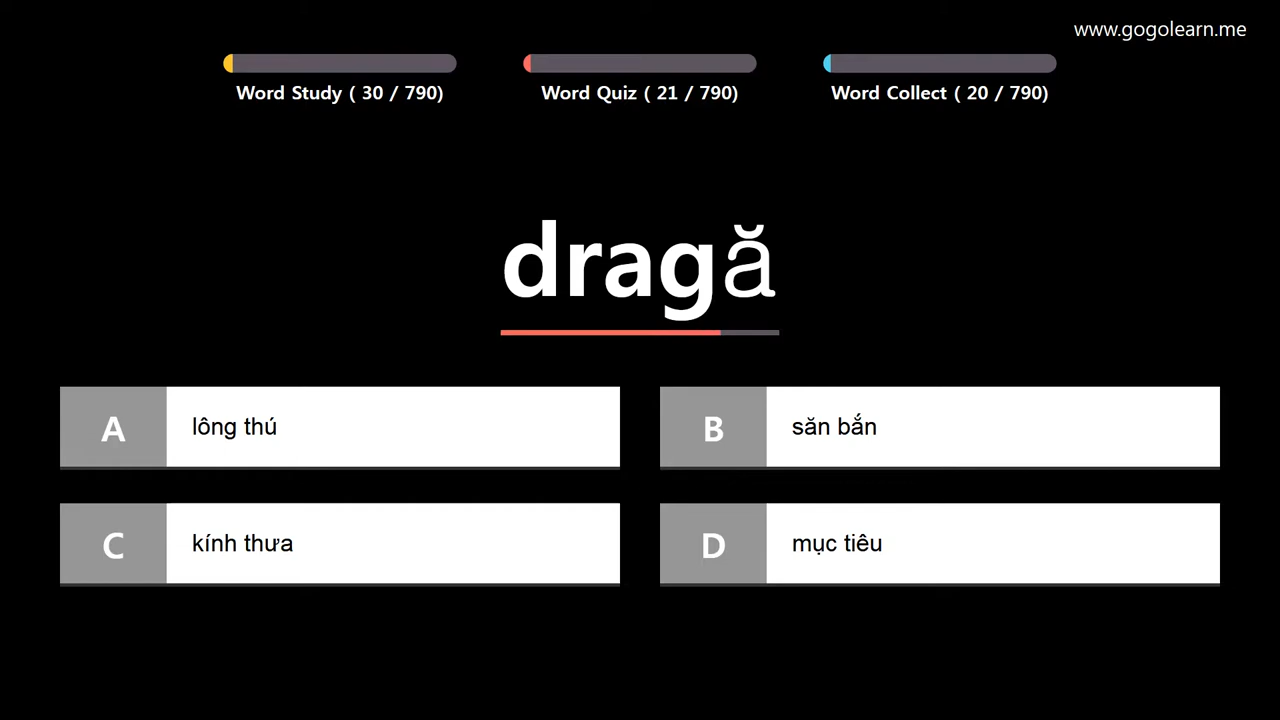 www.gogolearn.me
Word Study ( 30 / 790)
Word Quiz ( 21 / 790)
Word Collect ( 20 / 790)
dragă
A lông thú
B săn bắn
C kính thưa
D mục tiêu